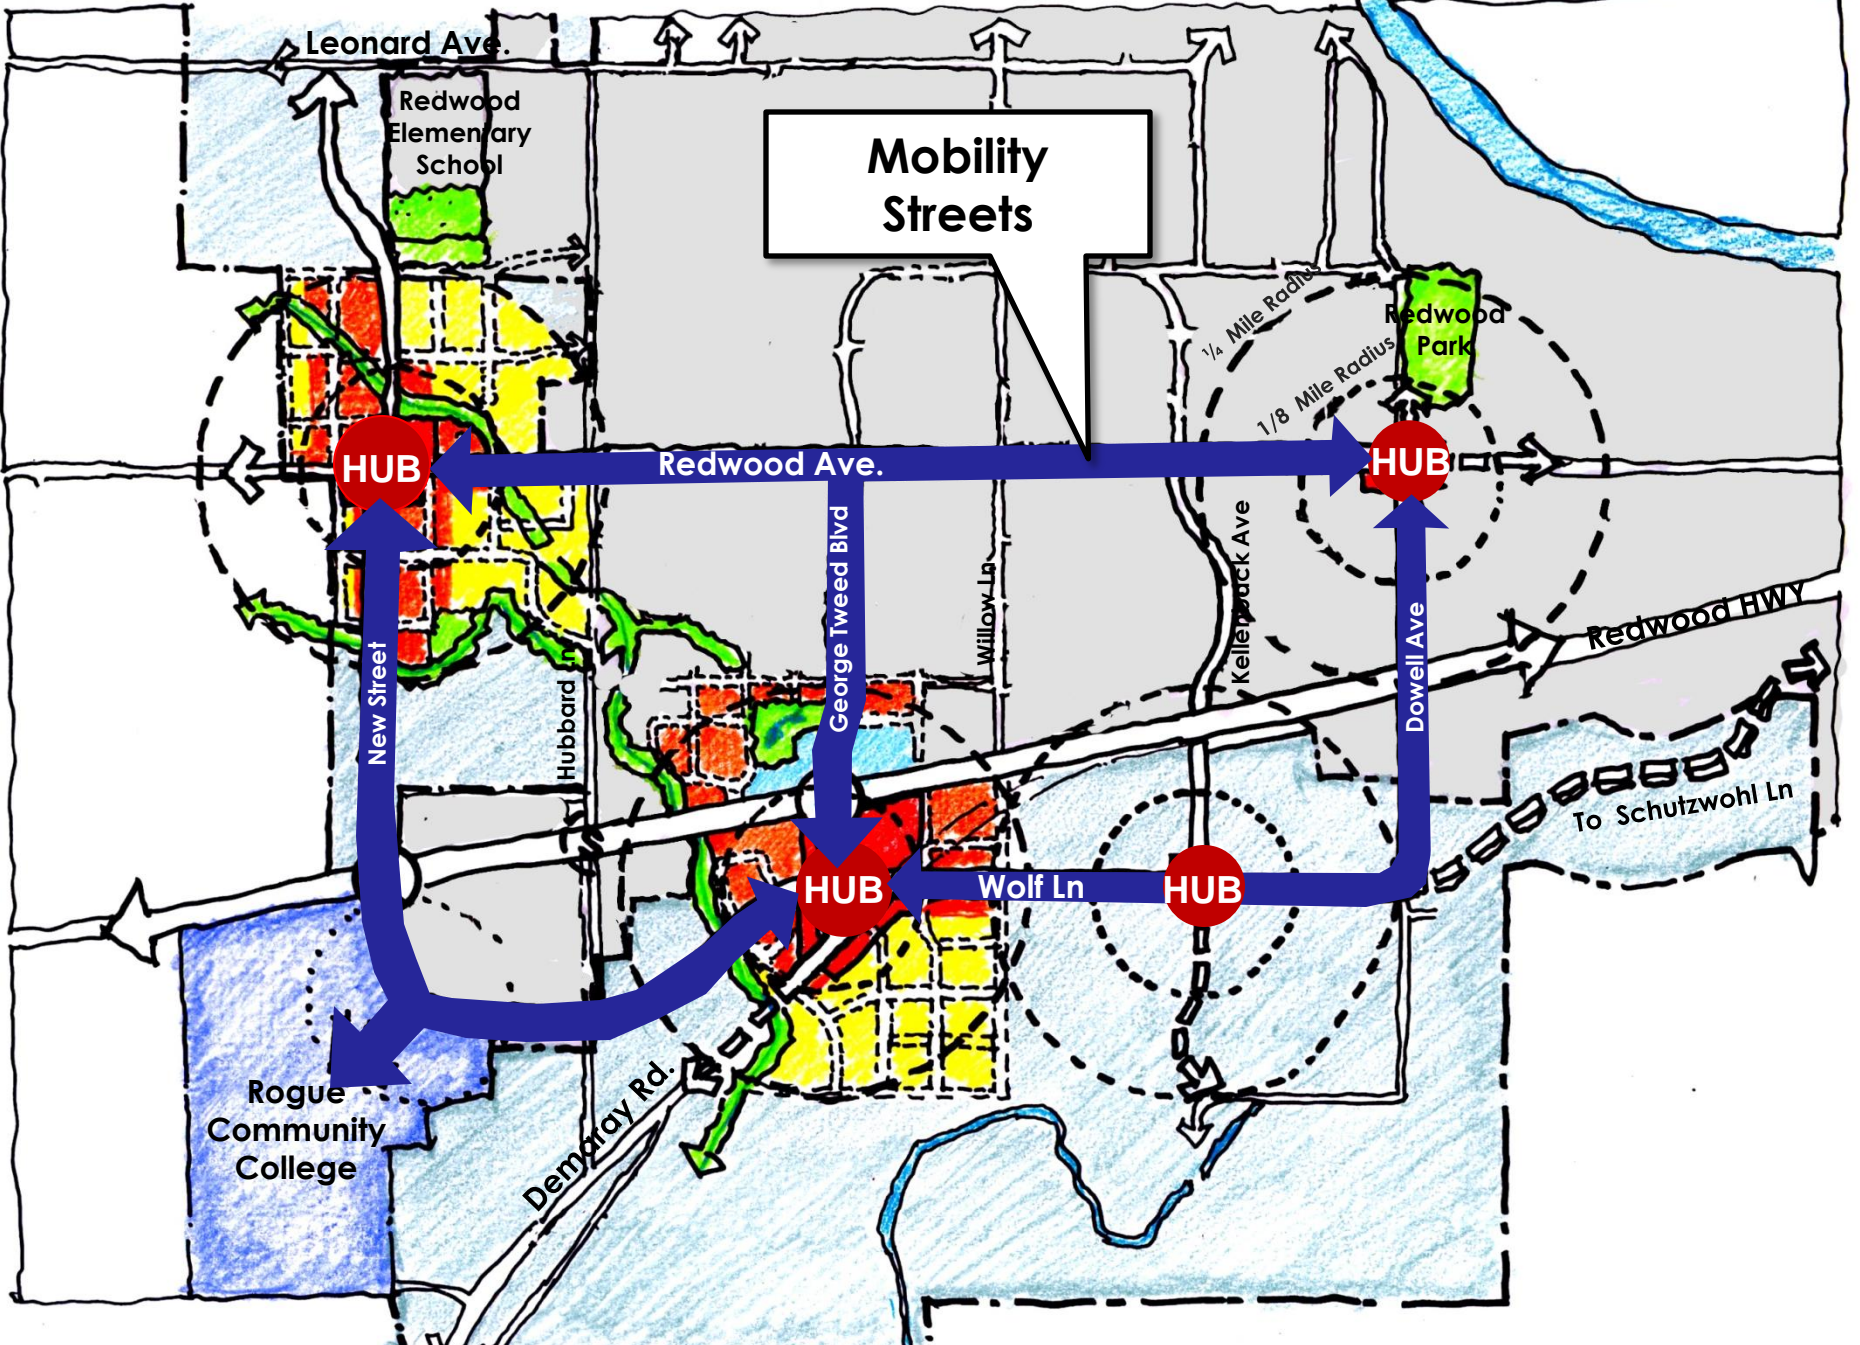 Leonard Ave.
Redwood
Elementary
School
Mobility
Streets
Redwood
Park
¼ Mile Radius
1/8 Mile Radius
HUB
Redwood Ave.
HUB
George Tweed Blvd
Willow Ln
Kellenback Ave
Dowell Ave
Redwood HWY
New Street
Hubbard Ln
To Schutzwohl Ln
HUB
Wolf Ln
HUB
Demaray Rd.
Rogue
Community
College